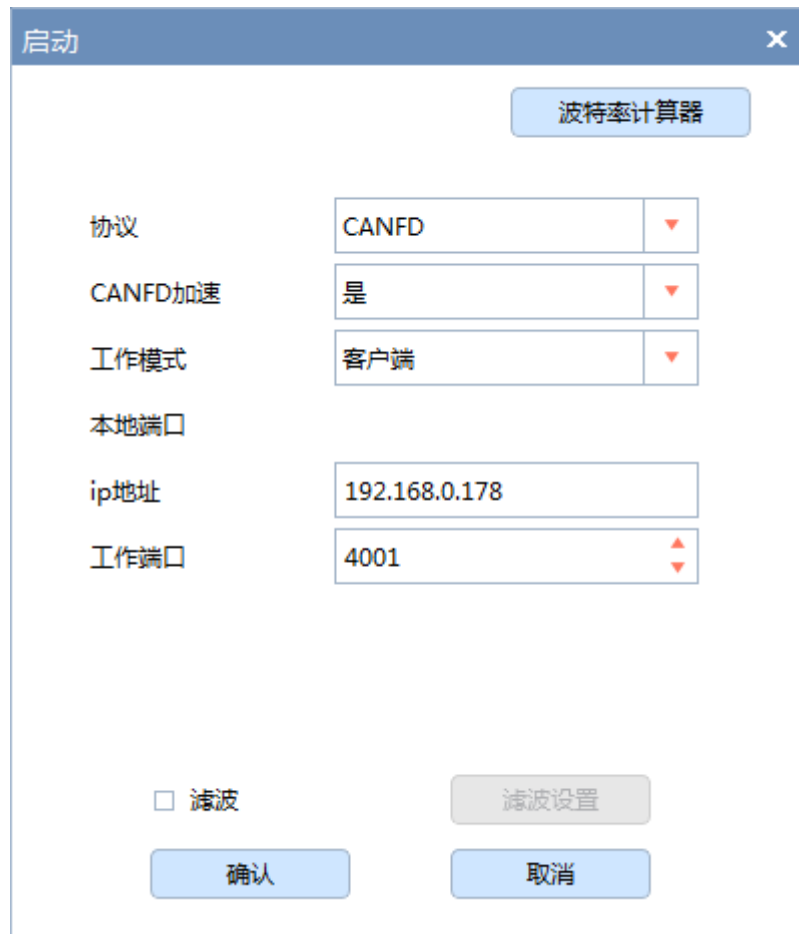 启动
波特率计算器
协议 CANFD
CANFD加速 是
工作模式 客户端
本地端口
ip地址 192.168.0.178
工作端口 4001
滤波 滤波设置
确认 取消